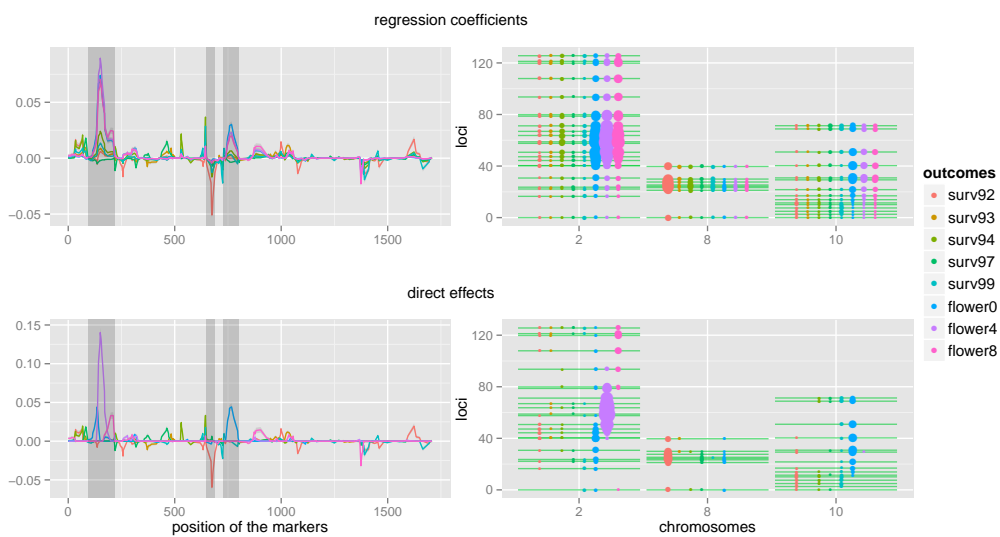 regression coefficients
0.05
0.00
−0.05
0
500
1000
1500
loci
120
80
40
0
2
8
10
outcomes
surv92
surv93
surv94
surv97
surv99
flower0
flower4
flower8
direct effects
0.15
0.10
0.05
0.00
−0.05
0
500
1000
1500
position of the markers
loci
120
80
40
0
2
8
10
chromosomes